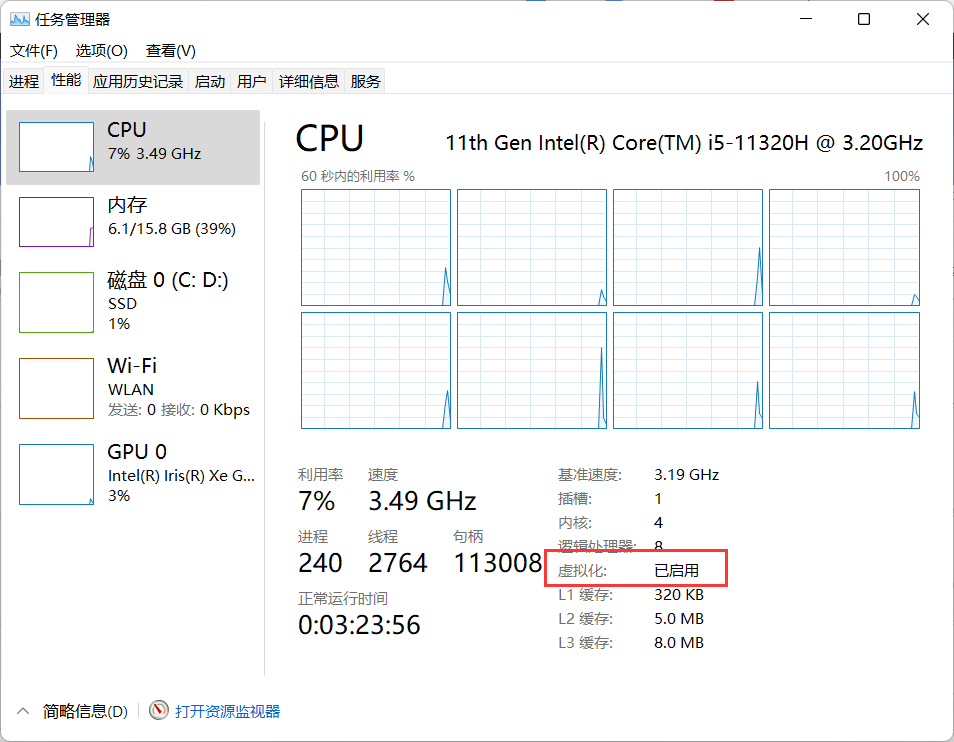 任务管理器
文件(F) 选项(O) 查看(V)
进程 性能 应用历史记录 启动 用户 详细信息 服务
CPU
7% 3.49 GHz
内存
6.1/15.8 GB (39%)
磁盘 0 (C: D:)
SSD
1%
Wi-Fi
WLAN
发送: 0 接收: 0 Kbps
GPU 0
Intel(R) Iris(R) Xe G...
3%
CPU 11th Gen Intel(R) Core(TM) i5-11320H @ 3.20GHz
60 秒内的利用率 % 100%
利用率 速度
7% 3.49 GHz
进程 线程 句柄
240 2764 113008
正常运行时间
0:03:23:56
基准速度: 3.19 GHz
插槽: 1
内核: 4
逻辑处理器: 8
虚拟化: 已启用
L1 缓存: 320 KB
L2 缓存: 5.0 MB
L3 缓存: 8.0 MB
简略信息(D) 打开资源监视器